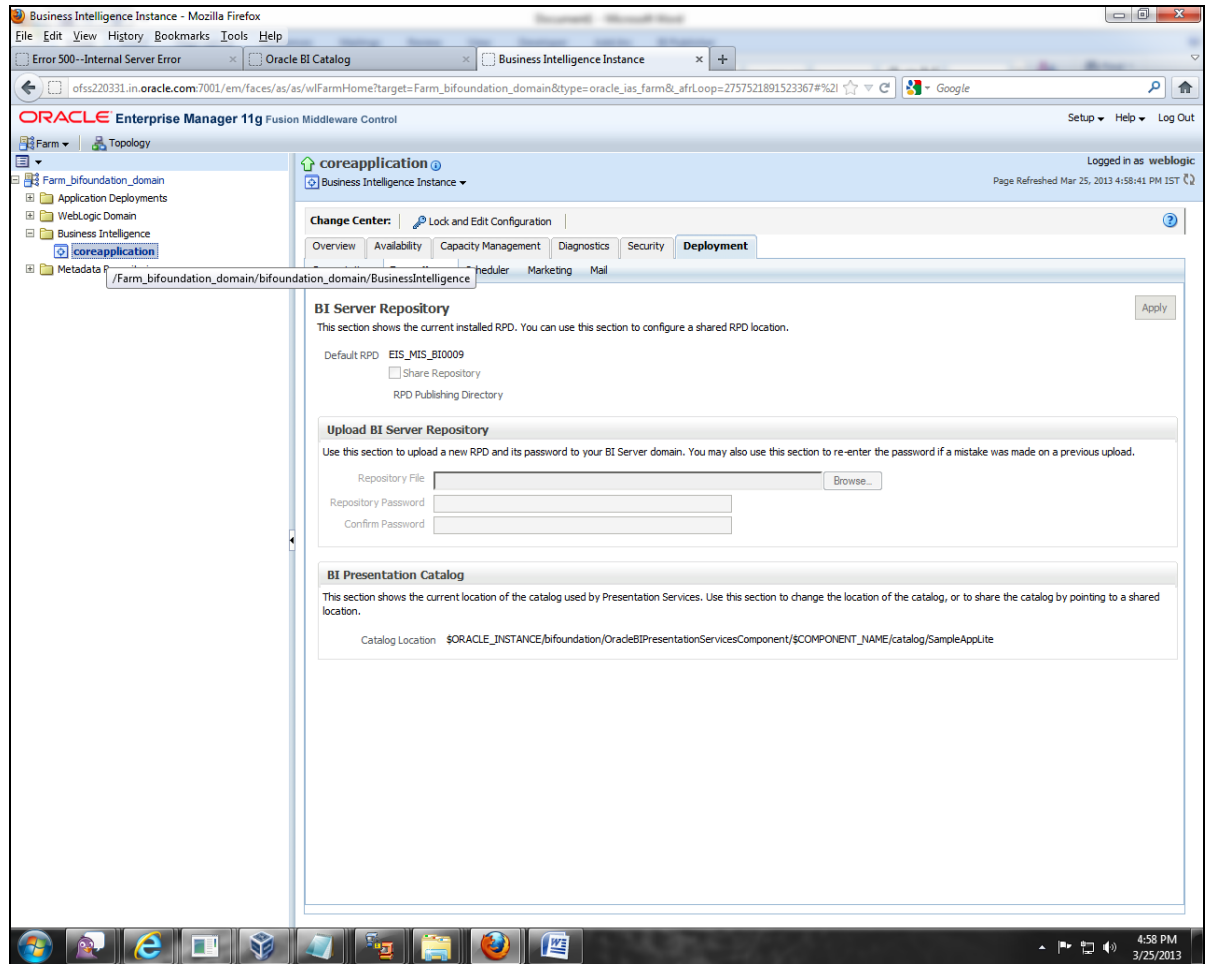 Business Intelligence Instance - Mozilla Firefox
File Edit View History Bookmarks Tools Help
Error 500--Internal Server Error × Oracle BI Catalog × Business Intelligence Instance × +
ofss220331.in.oracle.com:7001/em/faces/as/as/wlFarmHome?target=Farm_bifoundation_domain&type=oracle_ias_farm&_afrLoop=2757521891523367#%2 Google
ORACLE Enterprise Manager 11g Fusion Middleware Control Setup Help Log Out
Farm Topology
coreapplication Logged in as weblogic
Business Intelligence Instance Page Refreshed Mar 25, 2013 4:58:41 PM IST
Farm_bifoundation_domain
Application Deployments
WebLogic Domain
Business Intelligence
coreapplication
Metadata
/Farm_bifoundation_domain/bifoundation_domain/BusinessIntelligence
Change Center: Lock and Edit Configuration
Overview Availability Capacity Management Diagnostics Security Deployment
Scheduler Marketing Mail
BI Server Repository Apply
This section shows the current installed RPD. You can use this section to configure a shared RPD location.
Default RPD EIS_MIS_BI0009
Share Repository
RPD Publishing Directory
Upload BI Server Repository
Use this section to upload a new RPD and its password to your BI Server domain. You may also use this section to re-enter the password if a mistake was made on a previous upload.
Repository File Browse...
Repository Password
Confirm Password
BI Presentation Catalog
This section shows the current location of the catalog used by Presentation Services. Use this section to change the location of the catalog, or to share the catalog by pointing to a shared
location.
Catalog Location $ORACLE_INSTANCE/bifoundation/OracleBIPresentationServicesComponent/$COMPONENT_NAME/catalog/SampleAppLite
4:58 PM
3/25/2013